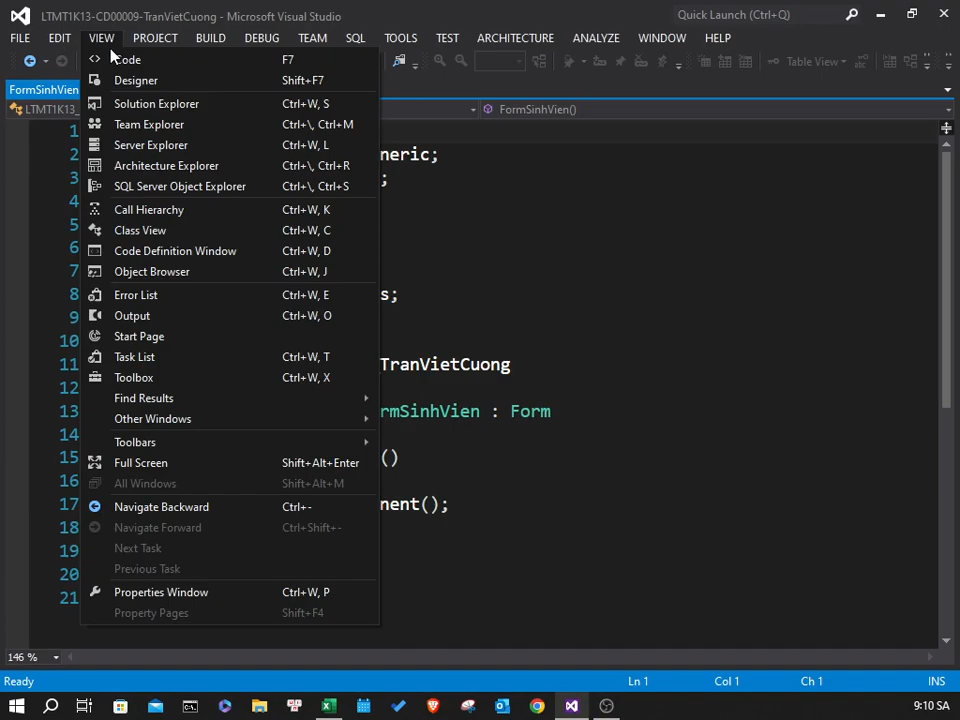 LTMT1K13-CD00009-TranVietCuong - Microsoft Visual Studio
Quick Launch (Ctrl+Q)
FILE EDIT VIEW PROJECT BUILD DEBUG TEAM SQL TOOLS TEST ARCHITECTURE ANALYZE WINDOW HELP
Table View
FormSinhVien
LTMT1K13_
FormSinhVien()
Code F7
Designer Shift+F7
Solution Explorer Ctrl+W, S
Team Explorer Ctrl+\, Ctrl+M
Server Explorer Ctrl+W, L
Architecture Explorer Ctrl+\, Ctrl+R
SQL Server Object Explorer Ctrl+\, Ctrl+S
Call Hierarchy Ctrl+W, K
Class View Ctrl+W, C
Code Definition Window Ctrl+W, D
Object Browser Ctrl+W, J
Error List Ctrl+W, E
Output Ctrl+W, O
Start Page
Task List Ctrl+W, T
Toolbox Ctrl+W, X
Find Results
Other Windows
Toolbars
Full Screen Shift+Alt+Enter
All Windows Shift+Alt+M
Navigate Backward Ctrl+-
Navigate Forward Ctrl+Shift+-
Next Task
Previous Task
Properties Window Ctrl+W, P
Property Pages Shift+F4
1
2 neric;
3 ;
4
5
6
7
8 s;
9
10
11 TranVietCuong
12
13 rmSinhVien : Form
14
15 ()
16
17 nent();
18
19
20
21
146 %
Ready Ln 1 Col 1 Ch 1 INS
9:10 SA